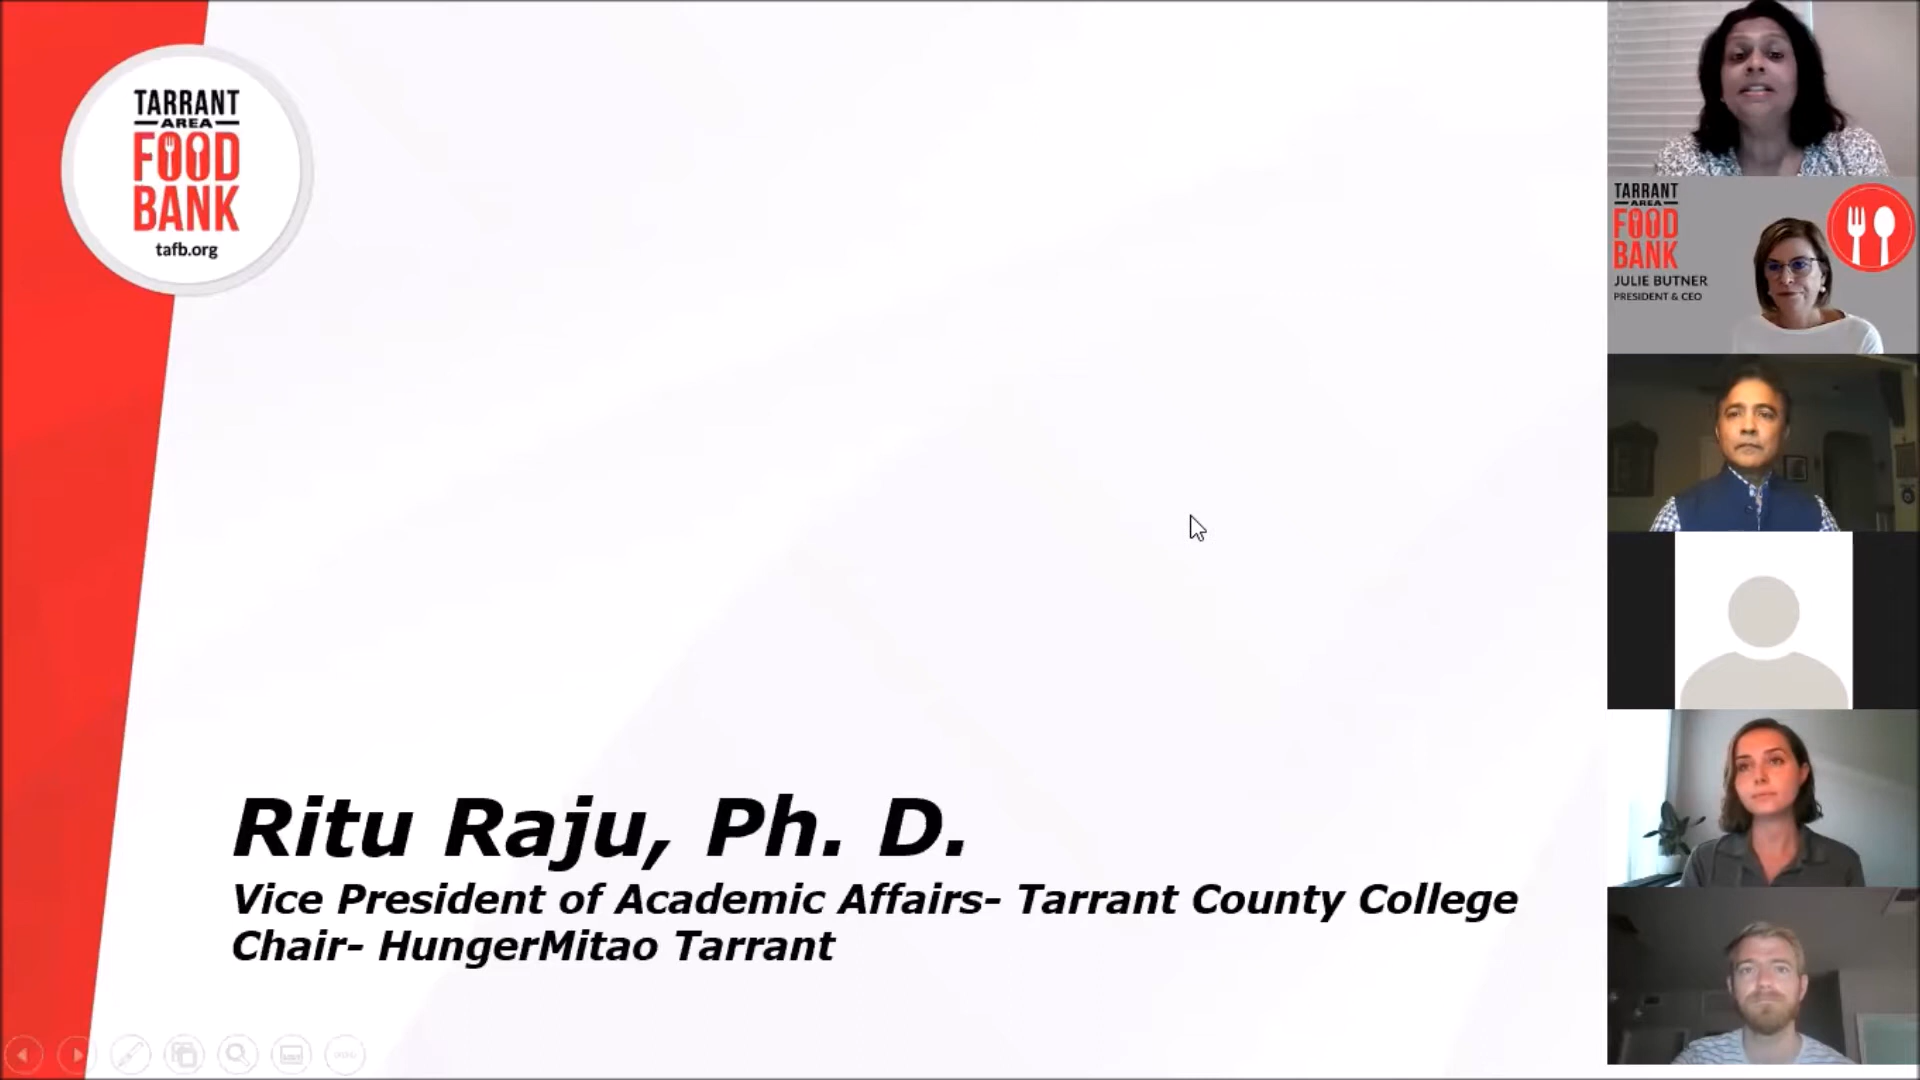 TARRANT
AREA
FOOD
BANK
tafb.org
Ritu Raju, Ph. D.
Vice President of Academic Affairs- Tarrant County College
Chair- HungerMitao Tarrant
TARRANT
AREA
FOOD
BANK
JULIE BUTNER
PRESIDENT & CEO